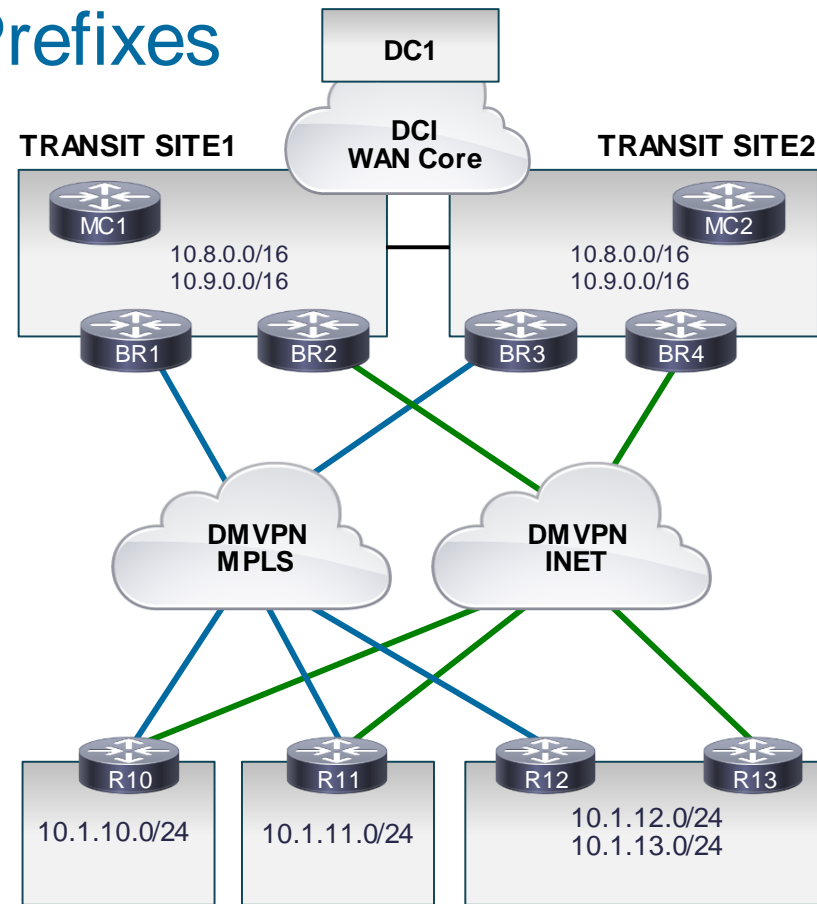 Prefixes
DC1
DCI
WAN Core
TRANSIT SITE1
TRANSIT SITE2
MC1
MC2
10.8.0.0/16
10.9.0.0/16
10.8.0.0/16
10.9.0.0/16
BR1
BR2
BR3
BR4
DMVPN
MPLS
DMVPN
INET
R10
R11
R12
R13
10.1.10.0/24
10.1.11.0/24
10.1.12.0/24
10.1.13.0/24